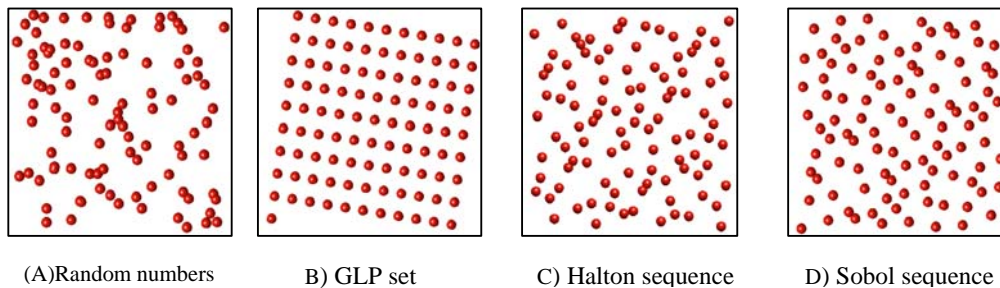 (A)Random numbers
B) GLP set
C) Halton sequence
D) Sobol sequence